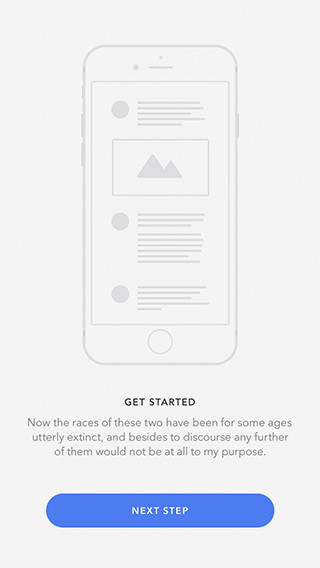 GET STARTED
Now the races of these two have been for some ages
utterly extinct, and besides to discourse any further
of them would not be at all to my purpose.
NEXT STEP